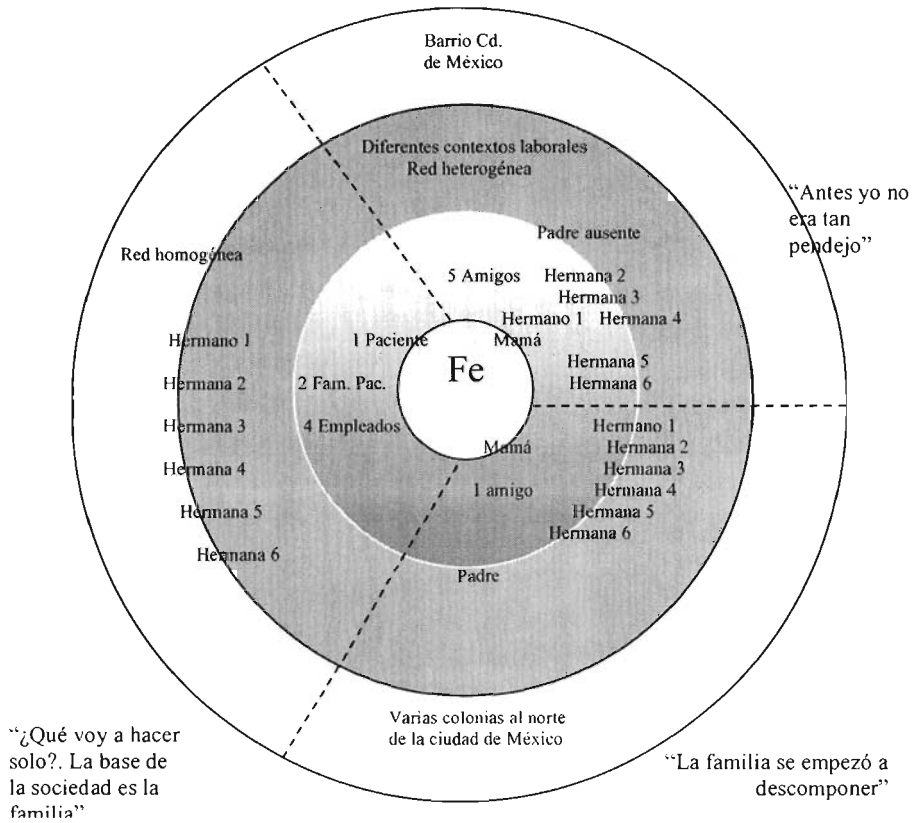 Barrio Cd.
de México
Diferentes contextos laborales
Red heterogénea
“Antes yo no
era tan
pendejo”
Padre ausente
Red homogénea
5 Amigos Hermana 2
Hermana 3
Hermano 1 Hermana 4
Hermano 1 1 Paciente Mamá
Fe
Hermana 5
Hermana 2 2 Fam. Pac. Hermana 6
Hermana 3 4 Empleados Hermano 1
Mamá Hermana 2
Hermana 4 Hermana 3
1 amigo Hermana 4
Hermana 5 Hermana 5
Hermana 6
Hermana 6
Padre
Varias colonias al norte
de la ciudad de México
“¿Qué voy a hacer
solo?. La base de
la sociedad es la
familia”
“La familia se empezó a
descomponer”